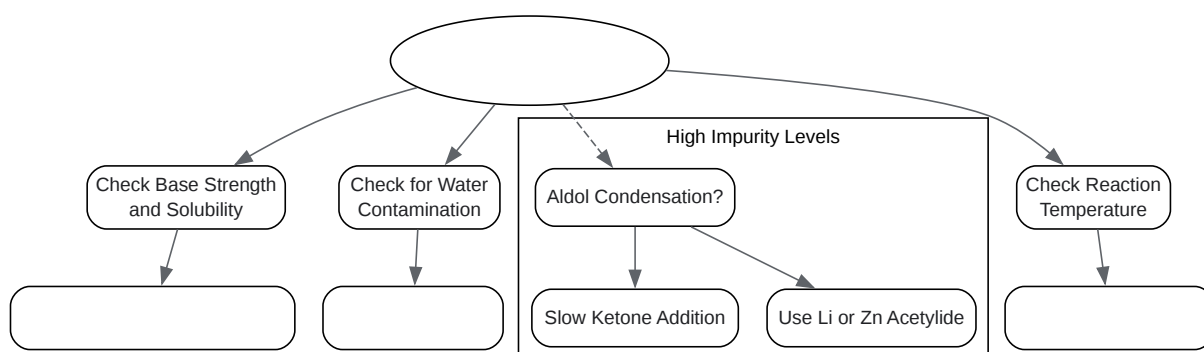 High Impurity Levels
Check Base Strength
and Solubility
Check for Water
Contamination
Aldol Condensation?
Check Reaction
Temperature
Slow Ketone Addition
Use Li or Zn Acetylide